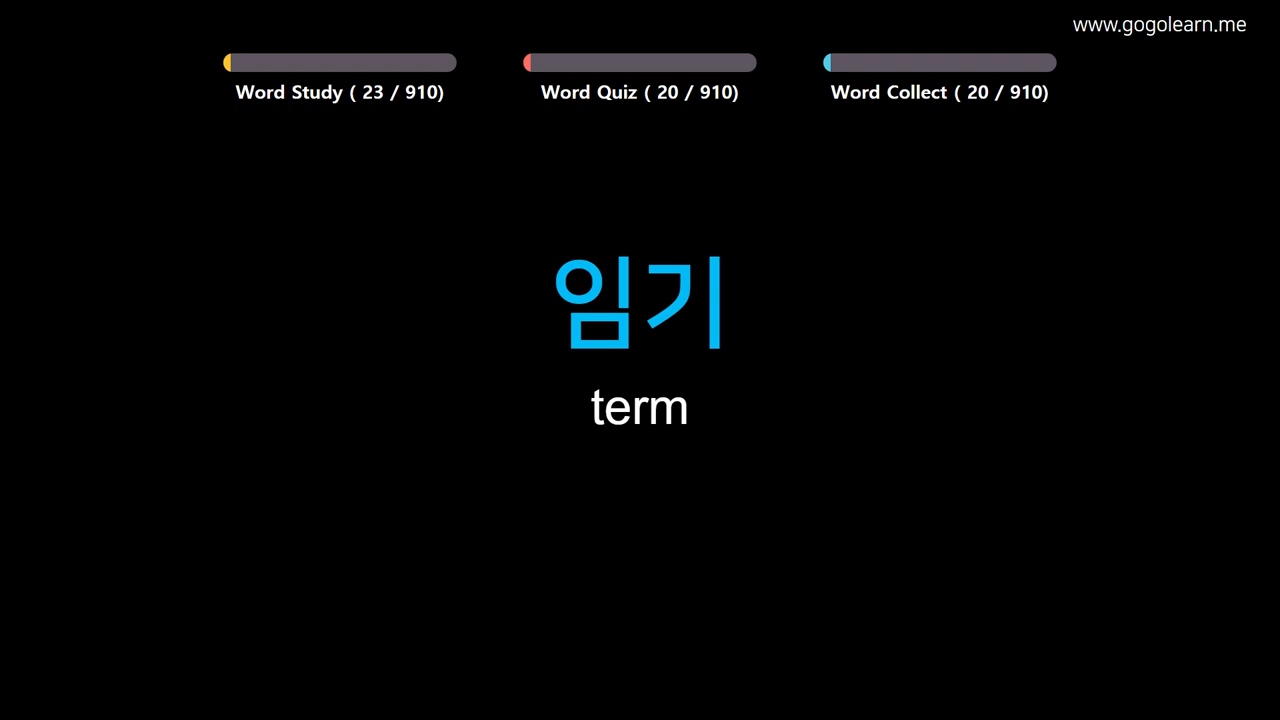 www.gogolearn.me
Word Study ( 23 / 910)
Word Quiz ( 20 / 910)
Word Collect ( 20 / 910)
임기
term